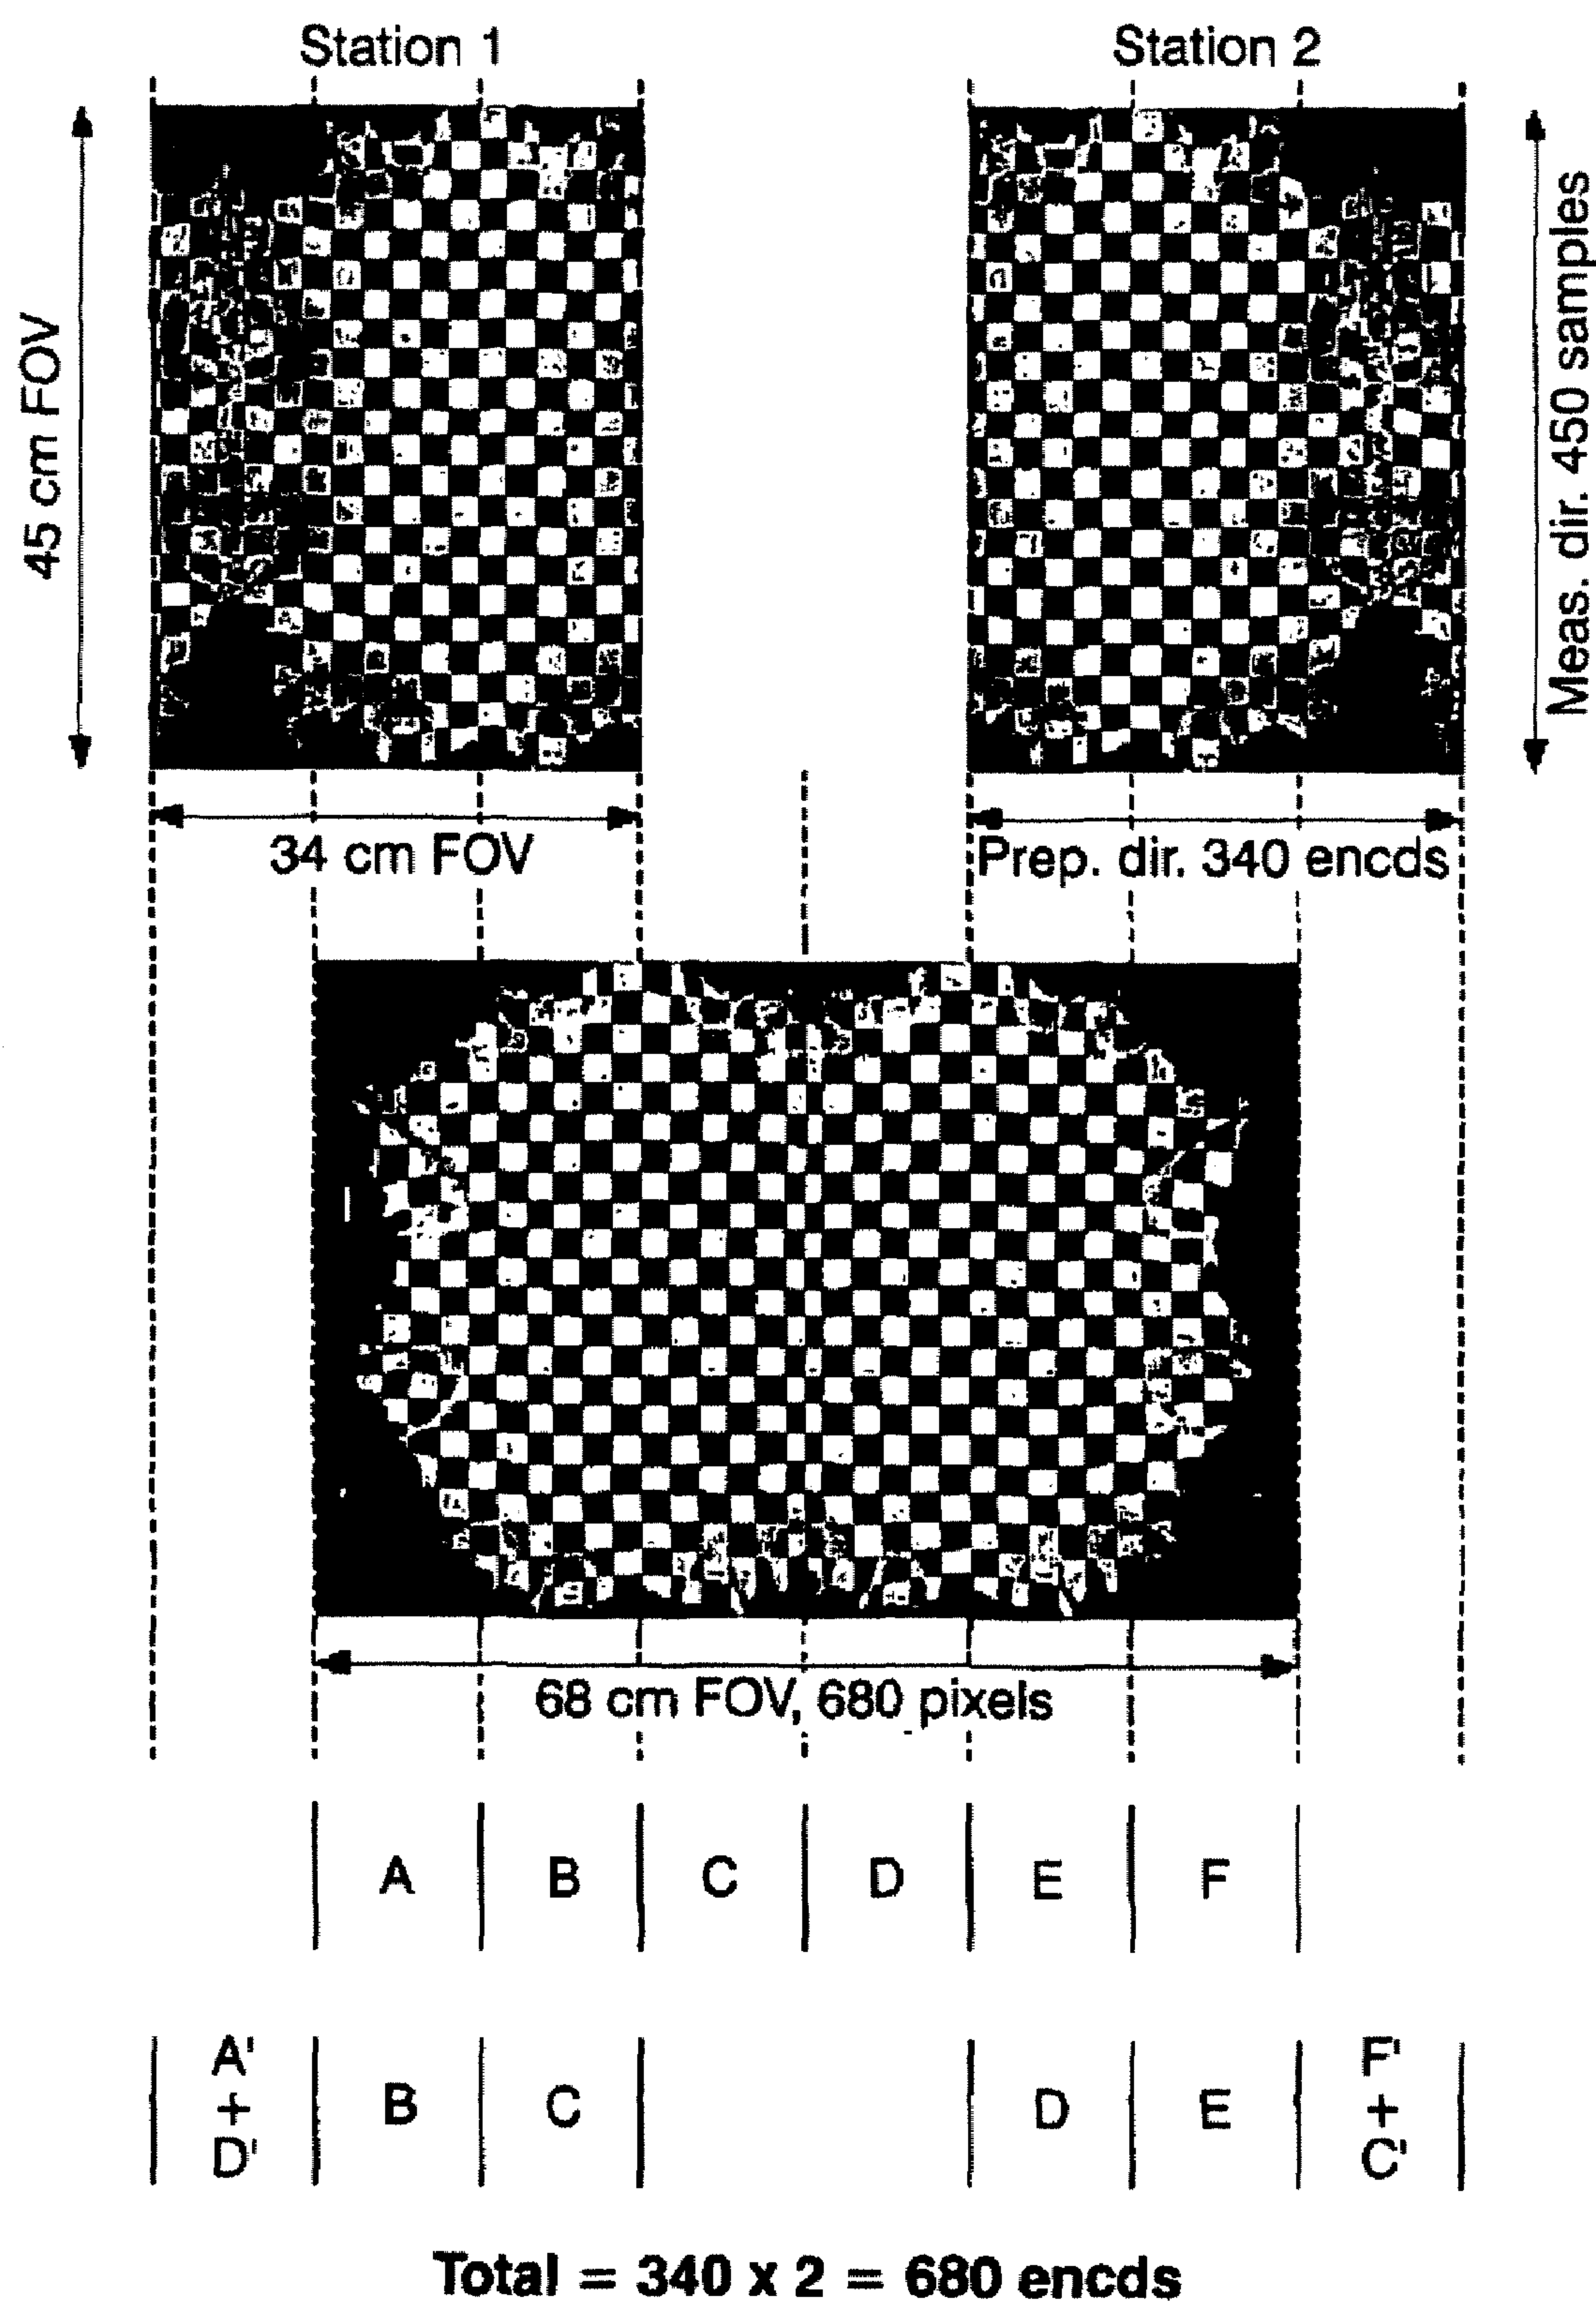 Station 1
Station 2
45 cm FOV
Meas. dir. 450 samples
34 cm FOV
Prep. dir. 340 encds
68 cm FOV, 680 pixels
A B C D E F
A' + D' B C D E F' + C'
Total = 340 x 2 = 680 encds